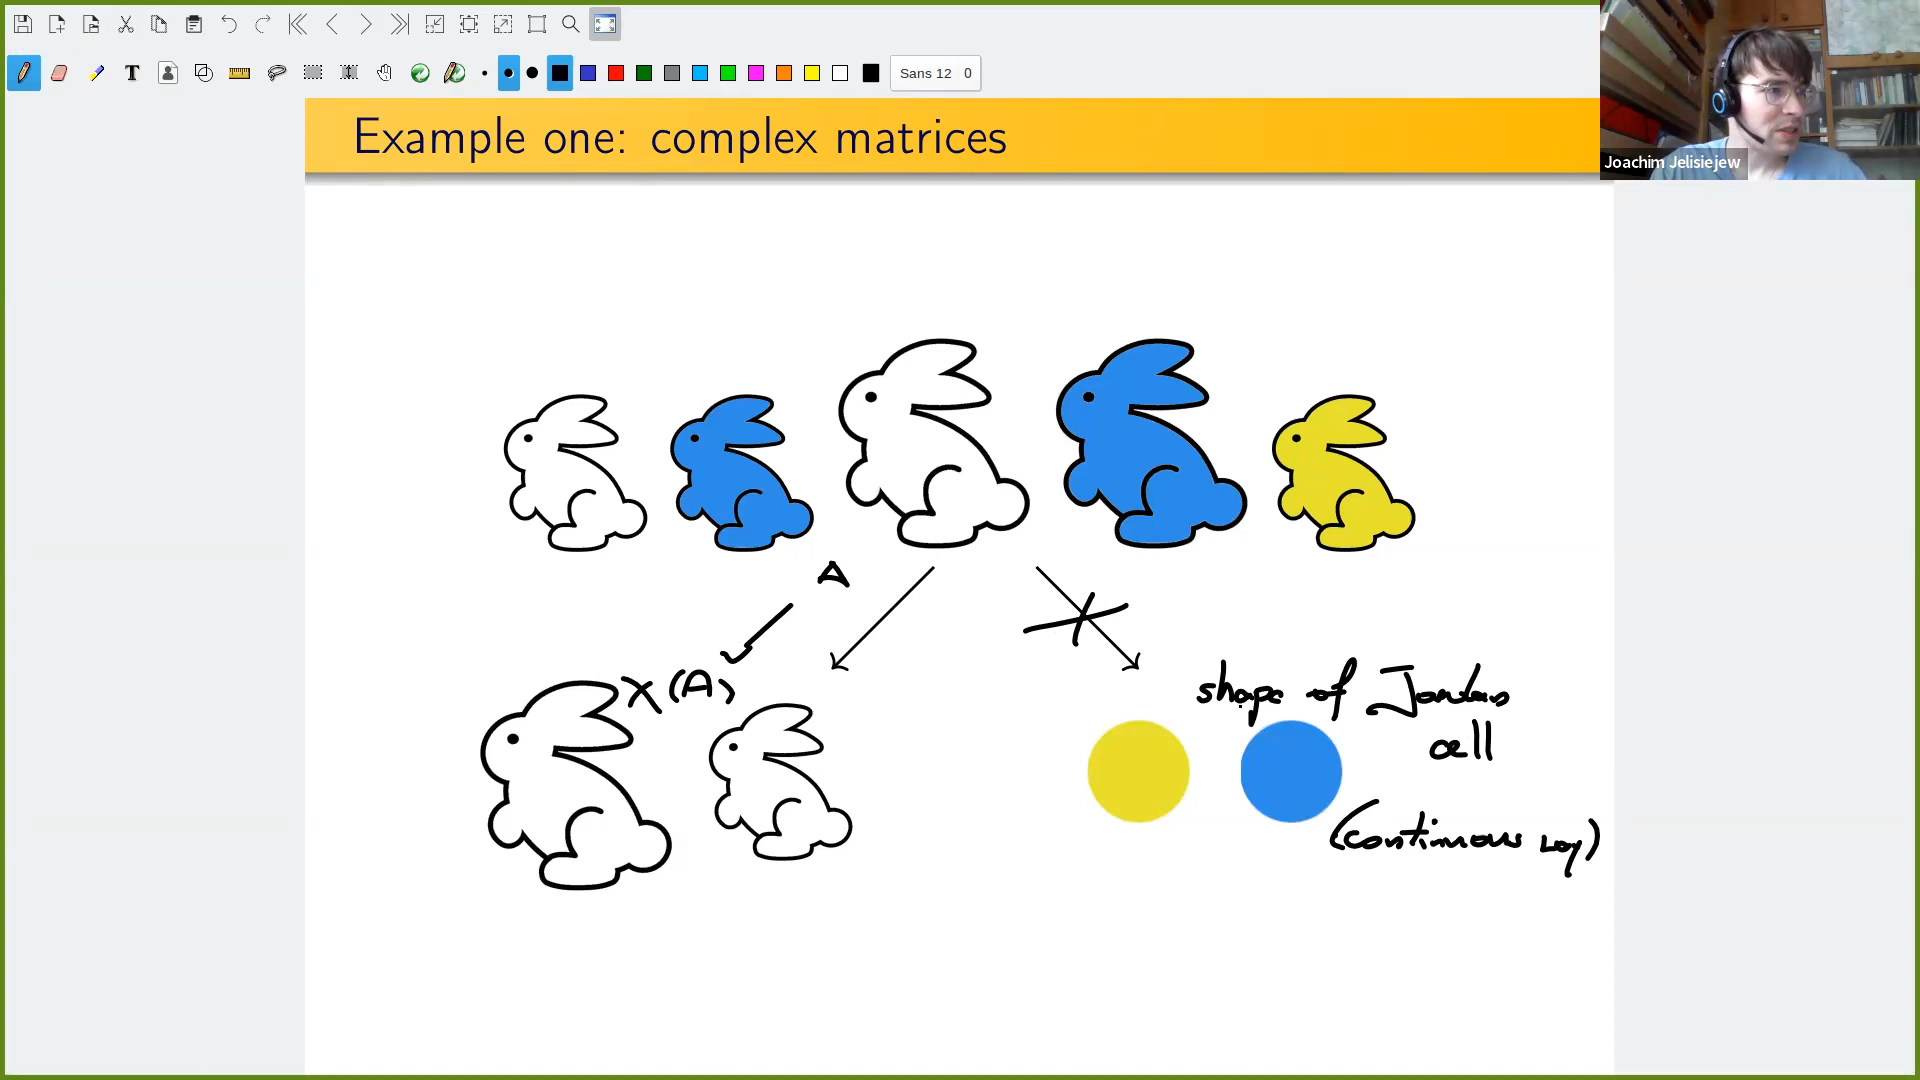 T
Sans 12 0
Joachim Jelisiejew
Example one: complex matrices
A
X(A)
shape of Jordan
cell
(continuous way)